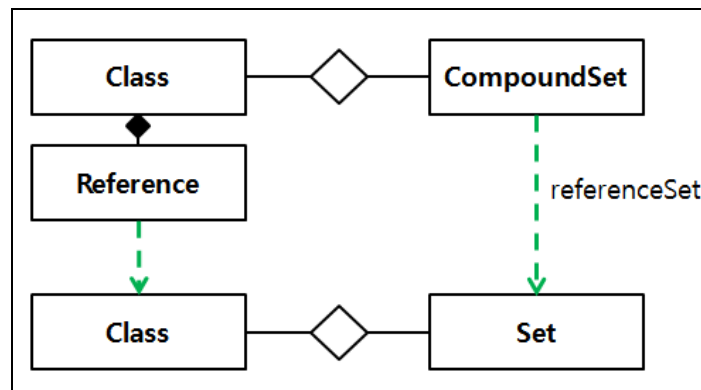 Class
CompoundSet
Reference
referenceSet
Class
Set